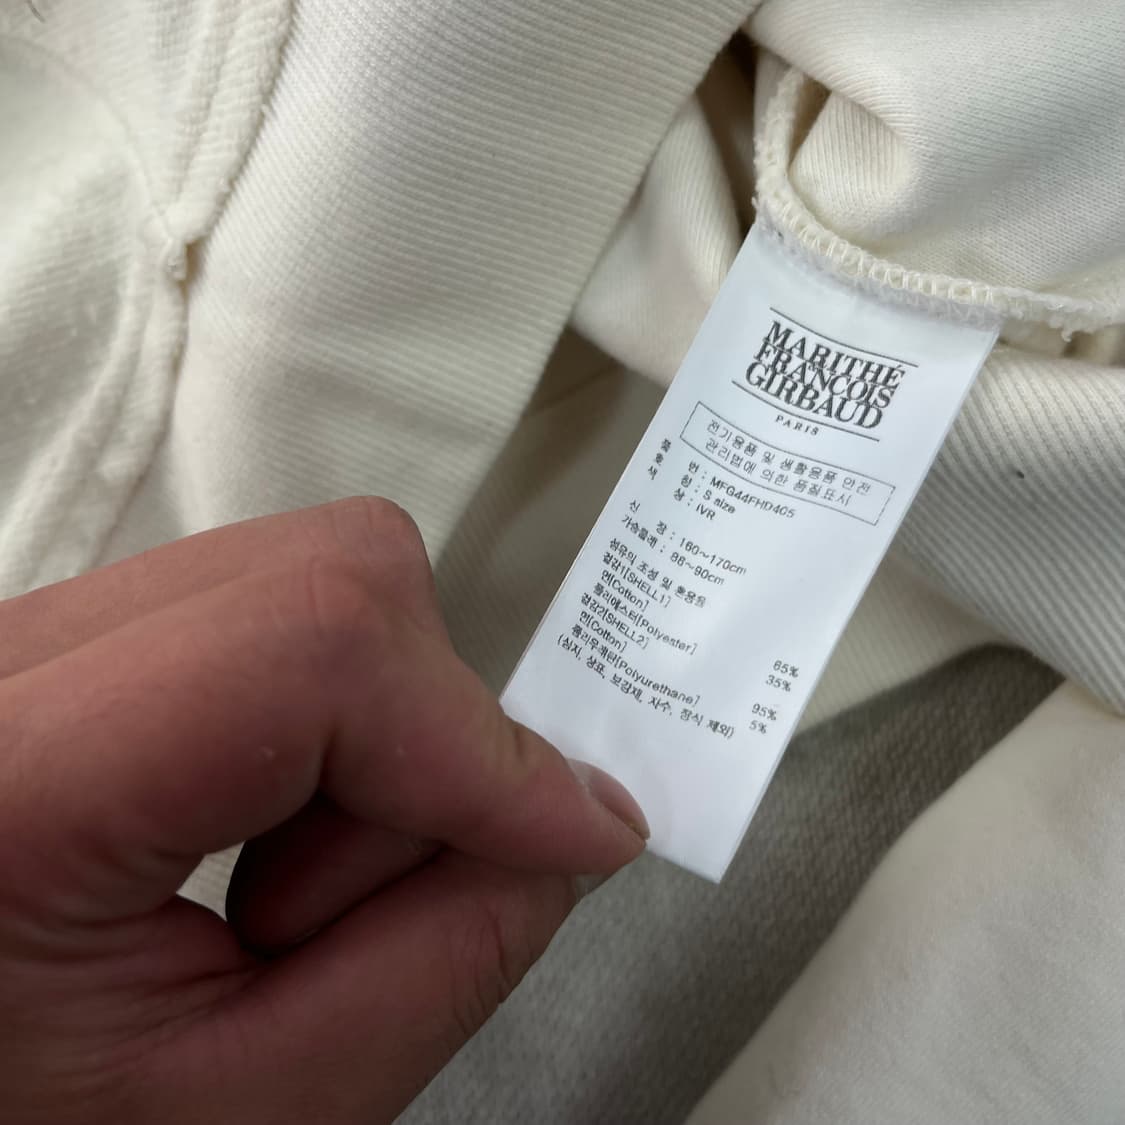 MARITHÉ
FRANCOIS
GIRBAUD
PARIS
전기용품 및 생활용품 안전
관리법에 의한 품질표시
품 번 : MFG44FHD405
호 칭 : S size
색 상 : IVR
신 장 : 160~170cm
가슴둘레 : 86~90cm
섬유의 조성 및 혼용율
겉감1[SHELL1]
면[Cotton] 65%
폴리에스터[Polyester] 35%
겉감2[SHELL2]
면[Cotton] 95%
폴리우레탄[Polyurethane] 5%
(심지, 상표, 보강재, 자수, 장식 제외)